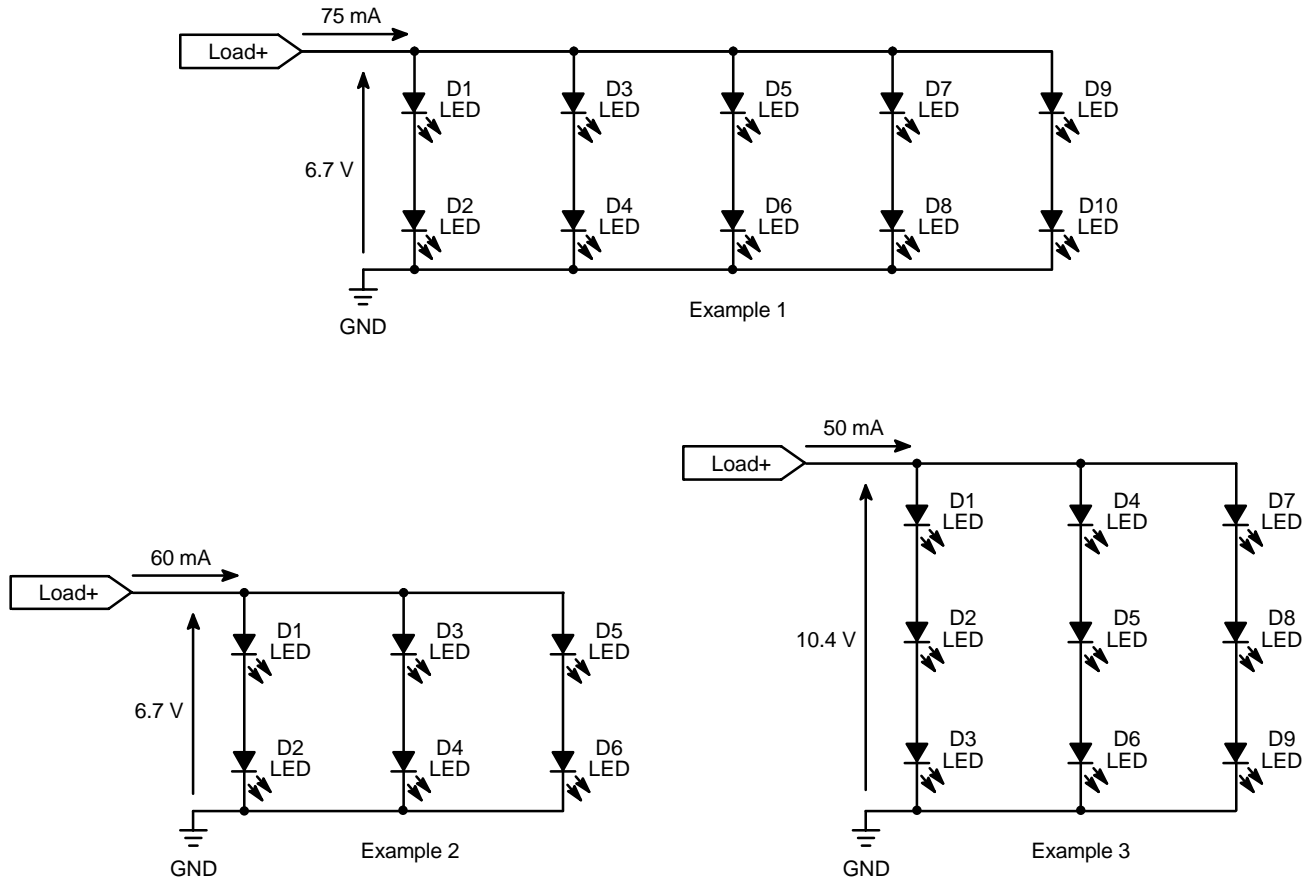 75 mA
Load+
D1
LED
D3
LED
D5
LED
D7
LED
D9
LED
6.7 V
D2
LED
D4
LED
D6
LED
D8
LED
D10
LED
GND
Example 1
60 mA
Load+
D1
LED
D3
LED
D5
LED
6.7 V
D2
LED
D4
LED
D6
LED
GND
Example 2
50 mA
Load+
D1
LED
D4
LED
D7
LED
10.4 V
D2
LED
D5
LED
D8
LED
D3
LED
D6
LED
D9
LED
GND
Example 3